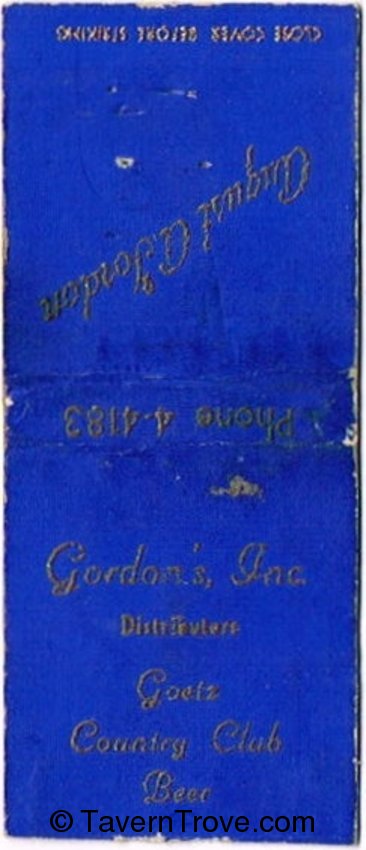 CLOSE COVER BEFORE STRIKING
August A. Gordon
Phone 4-4183
Gordon's, Inc.
Distributors
Goetz
Country Club
Beer
© TavernTrove.com